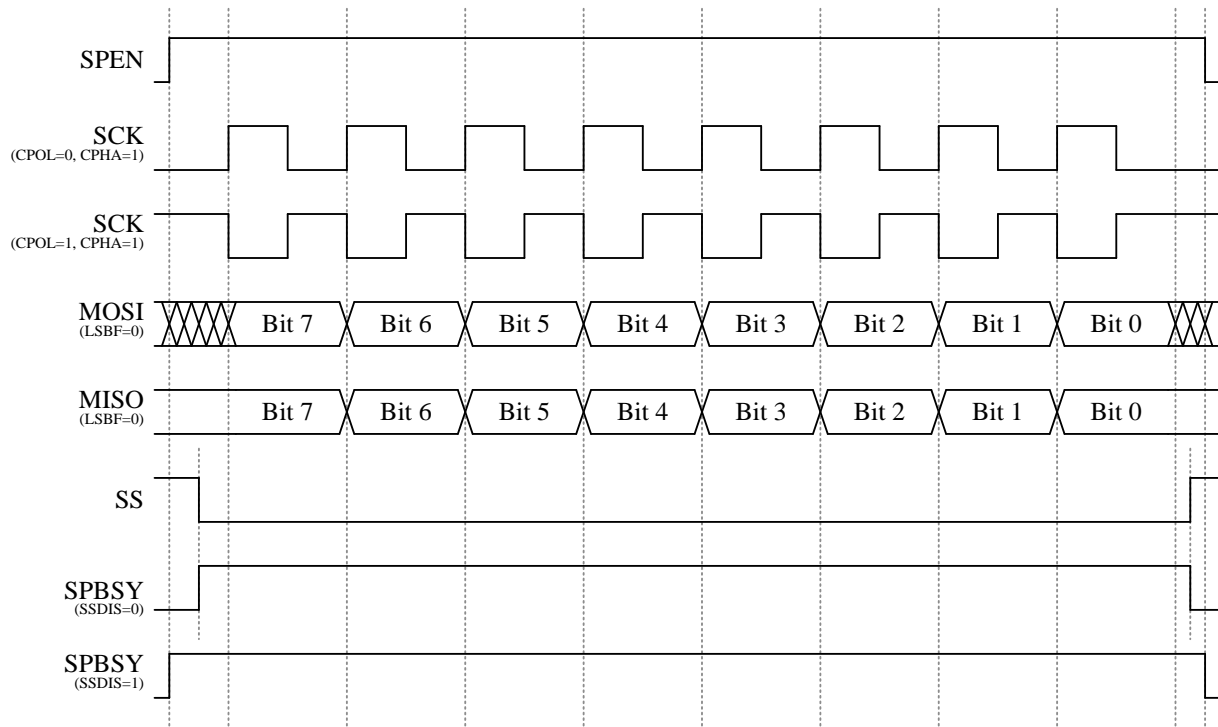 SPEN
SCK
(CPOL=0, CPHA=1)
SCK
(CPOL=1, CPHA=1)
MOSI
(LSBF=0)
Bit 7 Bit 6 Bit 5 Bit 4 Bit 3 Bit 2 Bit 1 Bit 0
MISO
(LSBF=0)
Bit 7 Bit 6 Bit 5 Bit 4 Bit 3 Bit 2 Bit 1 Bit 0
SS
SPBSY
(SSDIS=0)
SPBSY
(SSDIS=1)